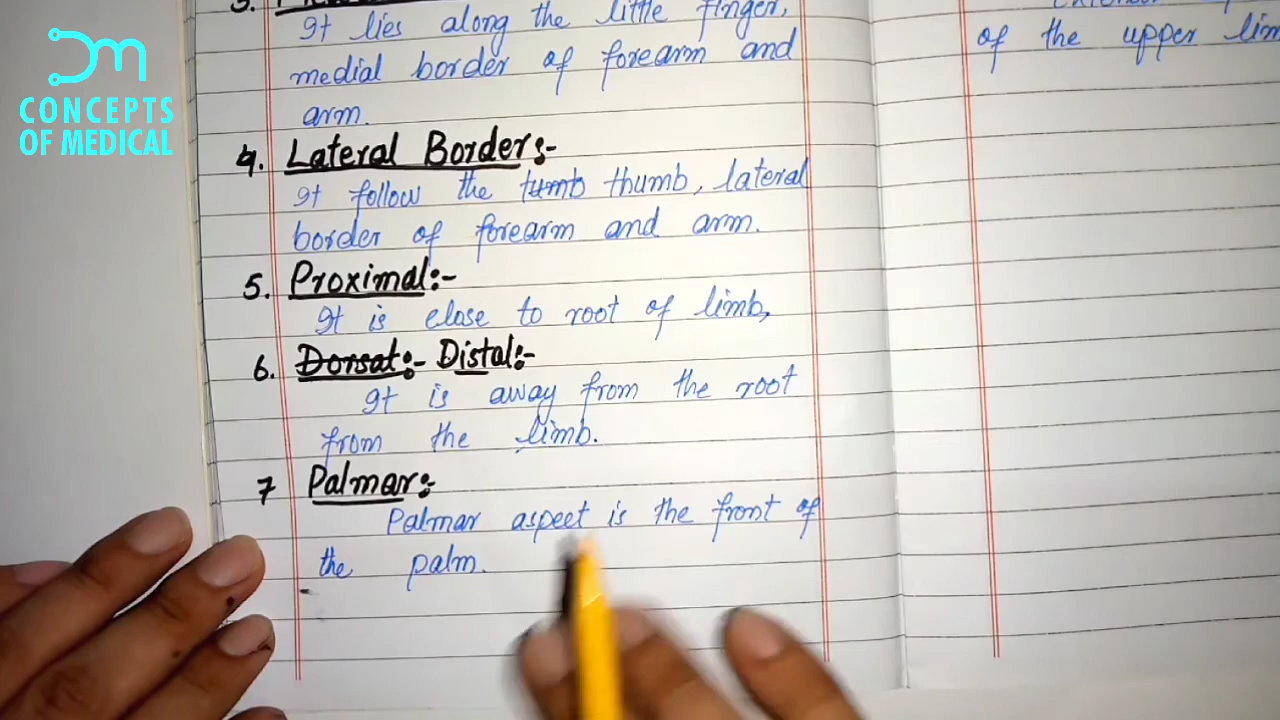 CONCEPTS
OF MEDICAL
3.
It lies along the little finger,
medial border of forearm and
arm.
4. Lateral Borders:-
It follow the tumb thumb, lateral
border of forearm and arm.
5. Proximal:-
It is close to root of limb,
6. Dorsat:- Distal:-
It is away from the root
from the limb.
7 Palmar:-
Palmar aspect is the front of
the palm.
of the upper lim